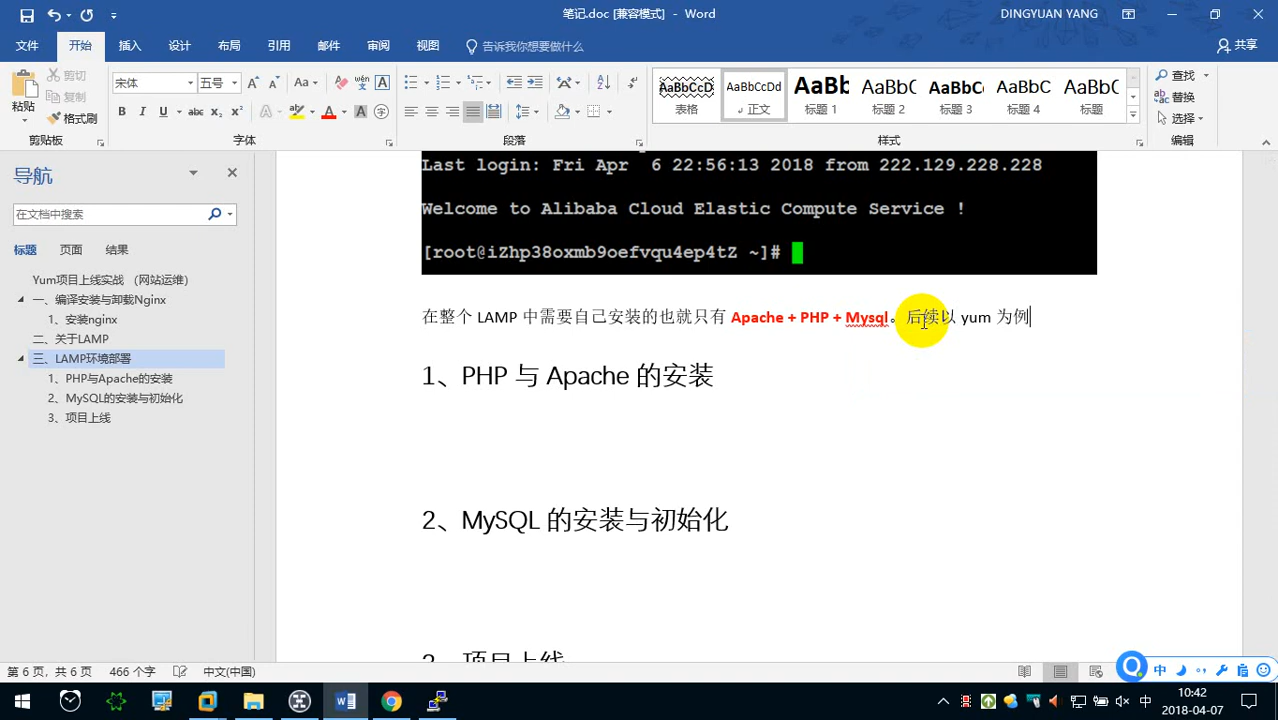 笔记.doc [兼容模式] - Word
DINGYUAN YANG
文件 开始 插入 设计 布局 引用 邮件 审阅 视图 告诉我你想要做什么 共享
粘贴
剪切
复制
格式刷
剪贴板
宋体 五号
字体
段落
AaBbCcD 表格
AaBbCcDd 正文
AaBb 标题 1
AaBbC 标题 2
AaBbC 标题 3
AaBbC 标题 4
AaBbC 标题
样式
查找
替换
选择
编辑
导航
在文档中搜索
标题 页面 结果
Yum项目上线实战 (网站运维)
一、编译安装与卸载Nginx
1、安装nginx
二、关于LAMP
三、LAMP环境部署
1、PHP与Apache的安装
2、MySQL的安装与初始化
3、项目上线
Last login: Fri Apr 6 22:56:13 2018 from 222.129.228.228
Welcome to Alibaba Cloud Elastic Compute Service !
[root@iZhp38oxmb9oefvqu4ep4tZ ~]#
在整个 LAMP 中需要自己安装的也就只有 Apache + PHP + Mysql。后续以 yum 为例
1、PHP 与 Apache 的安装
2、MySQL 的安装与初始化
3、项目上线
第 6 页，共 6 页 466 个字 中文(中国)
中
中
10:42
2018-04-07